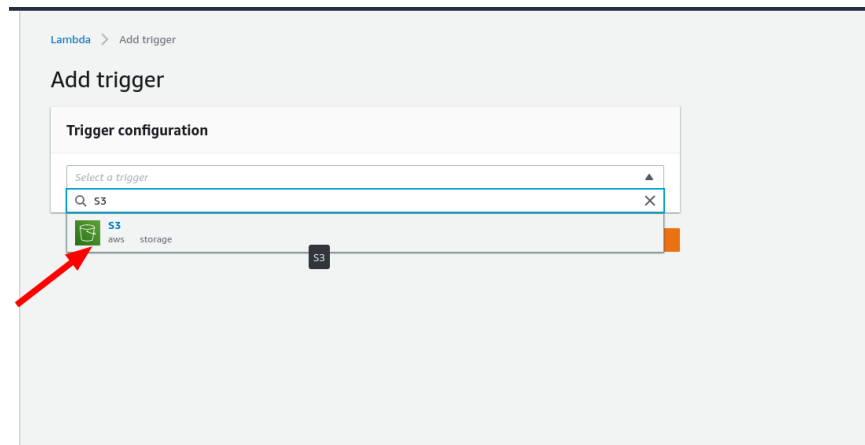 Lambda > Add trigger
Add trigger
Trigger configuration
Select a trigger
S3
S3
aws storage
S3